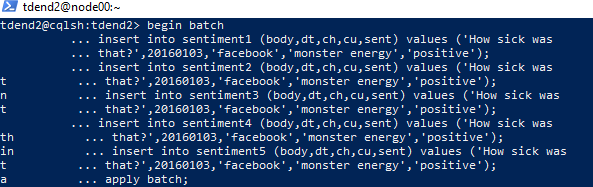 tdend2@node00:~
tdend2@cqlsh:tdend2> begin batch
... insert into sentiment1 (body,dt,ch,cu,sent) values ('How sick was
... that?',20160103,'facebook','monster energy','positive');
... insert into sentiment2 (body,dt,ch,cu,sent) values ('How sick was
t ... that?',20160103,'facebook','monster energy','positive');
n ... insert into sentiment3 (body,dt,ch,cu,sent) values ('How sick was
t ... that?',20160103,'facebook','monster energy','positive');
... insert into sentiment4 (body,dt,ch,cu,sent) values ('How sick was
th ... that?',20160103,'facebook','monster energy','positive');
in ... insert into sentiment5 (body,dt,ch,cu,sent) values ('How sick was
t ... that?',20160103,'facebook','monster energy','positive');
a ... apply batch;